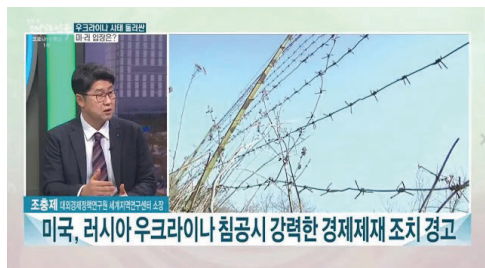 우크라이나 사태 둘러싼
미·러 입장은?
조충제 대외경제정책연구원 세계지역연구센터 소장
미국, 러시아 우크라이나 침공시 강력한 경제제재 조치 경고